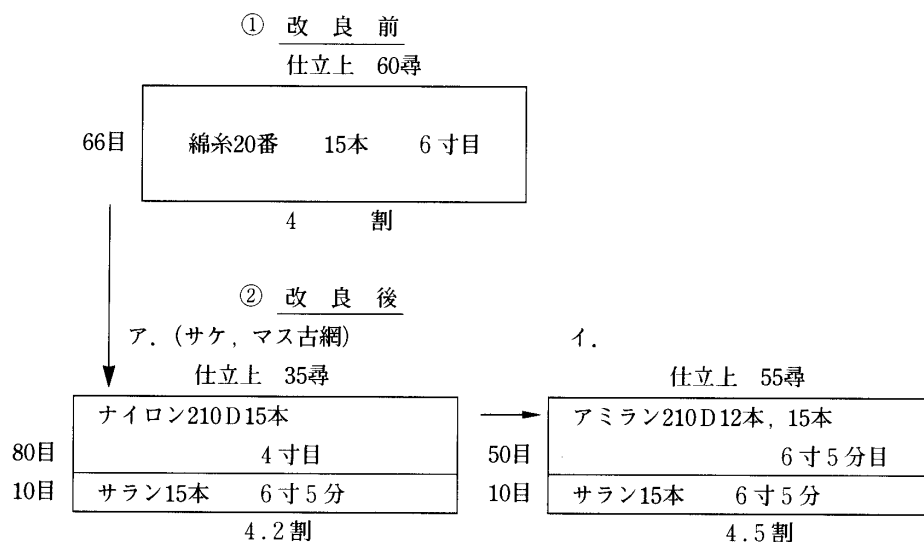 ① 改良前
仕立上 60尋
66目
綿糸20番 15本 6寸目
4 割
② 改良後
ア.(サケ,マス古網)
仕立上 35尋
ナイロン210D15本
80目
4寸目
10目
サラン15本 6寸5分
4.2割
イ.
仕立上 55尋
アミラン210D12本,15本
50目
6寸5分目
10目
サラン15本 6寸5分
4.5割